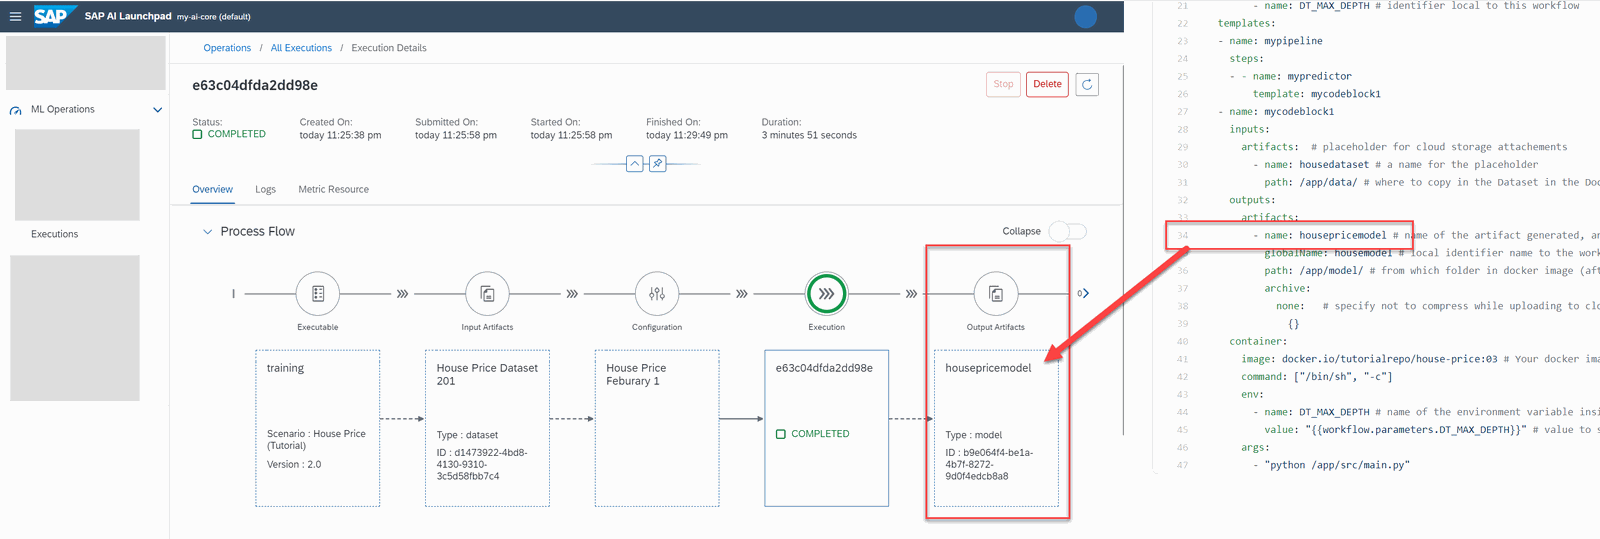 SAP SAP AI Launchpad my-ai-core (default)
Operations / All Executions / Execution Details
ML Operations
Executions
e63c04dfda2dd98e
Stop Delete
Status: Created On: Submitted On: Started On: Finished On: Duration:
COMPLETED today 11:25:38 pm today 11:25:58 pm today 11:25:58 pm today 11:29:49 pm 3 minutes 51 seconds
Overview Logs Metric Resource
Process Flow Collapse
Executable Input Artifacts Configuration Execution Output Artifacts
training
Scenario : House Price
(Tutorial)
Version : 2.0
House Price Dataset
201
Type : dataset
ID : d1473922-4bd8-
4130-9310-
3c5d58fbb7c4
House Price
Feburary 1
e63c04dfda2dd98e
COMPLETED
housepricemodel
Type : model
ID : b9e064f4-be1a-
4b7f-8272-
9d0f4edcb8a8
21 - name: DT_MAX_DEPTH # identifier local to this workflow
22 templates:
23 - name: mypipeline
24 steps:
25 - - name: mypredictor
26 template: mycodeblock1
27 - name: mycodeblock1
28 inputs:
29 artifacts: # placeholder for cloud storage attachements
30 - name: housedataset # a name for the placeholder
31 path: /app/data/ # where to copy in the Dataset in the Doc
32 outputs:
33 artifacts:
34 - name: housepricemodel # name of the artifact generated, an
globalName: housemodel # local identifier name to the work
36 path: /app/model/ # from which folder in docker image (aft
37 archive:
38 none: # specify not to compress while uploading to clo
39 {}
40 container:
41 image: docker.io/tutorialrepo/house-price:03 # Your docker ima
42 command: ["/bin/sh", "-c"]
43 env:
44 - name: DT_MAX_DEPTH # name of the environment variable insi
45 value: "{{workflow.parameters.DT_MAX_DEPTH}}" # value to s
46 args:
47 - "python /app/src/main.py"